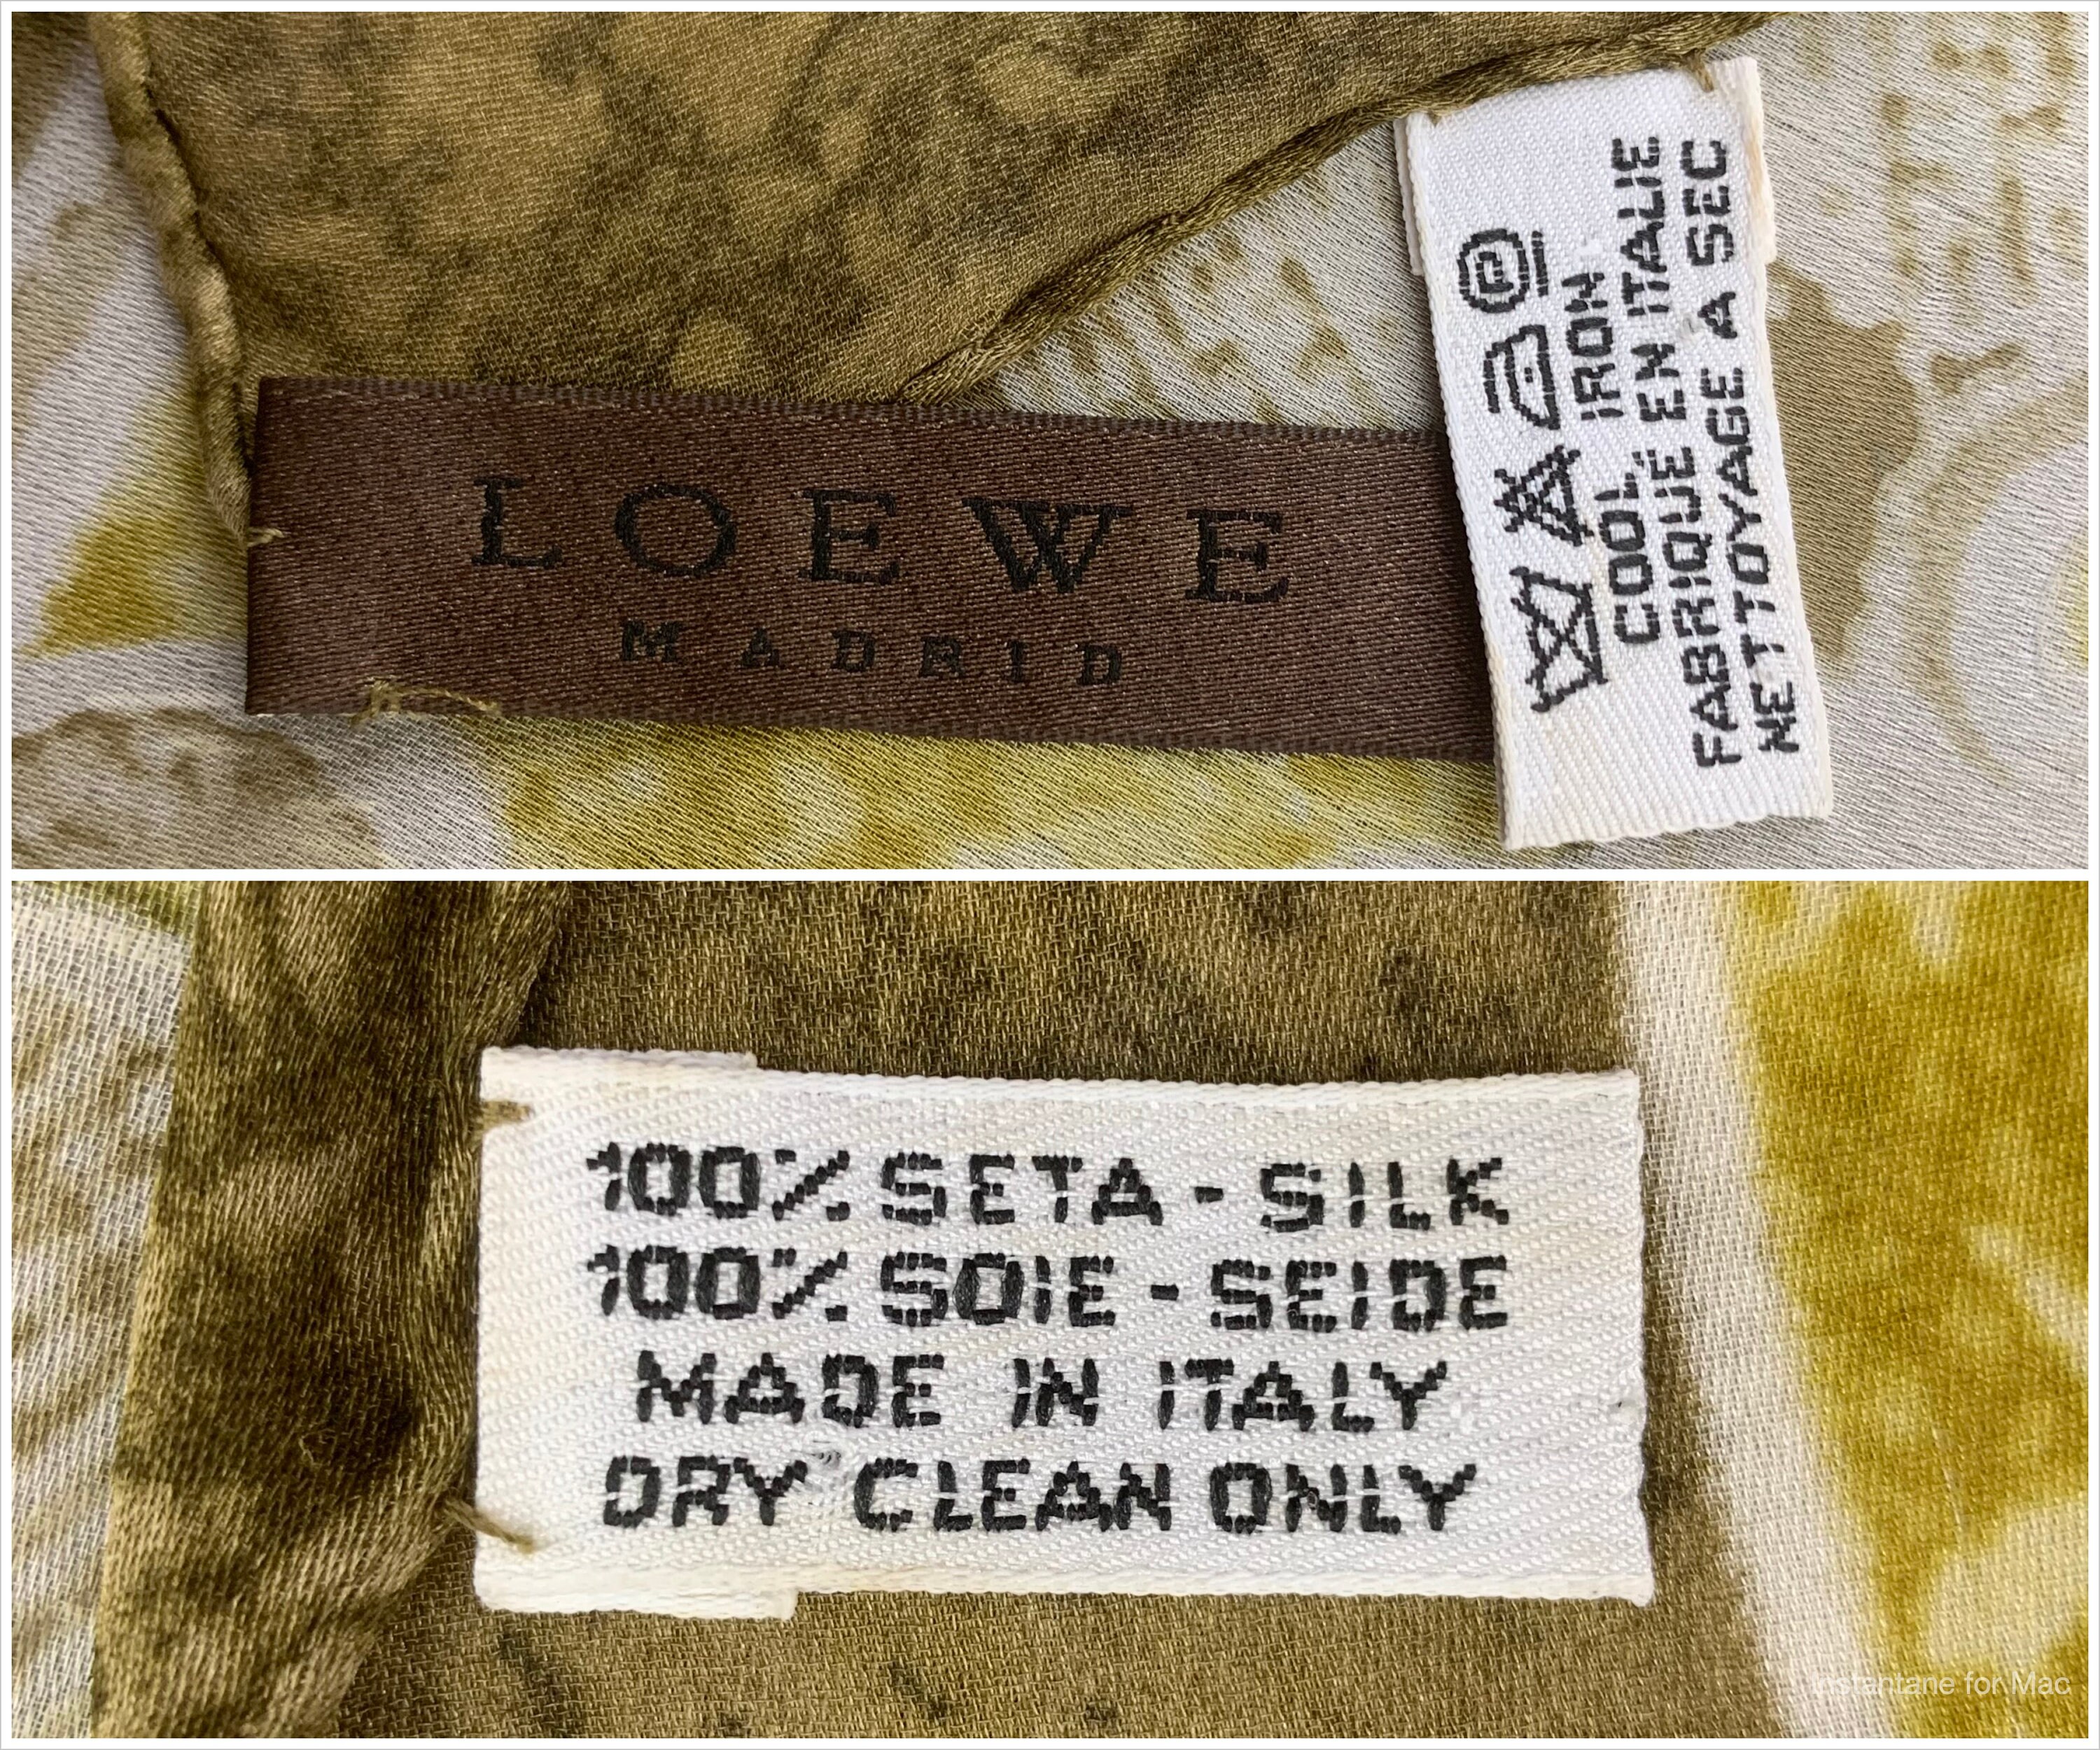 LOEWE
MADRID
P
COOL IRON
FABRIQUE EN ITALIE
NETTOYAGE A SEC
100% SETA - SILK
100% SOIE - SEIDE
MADE IN ITALY
DRY CLEAN ONLY
Instantane for Mac